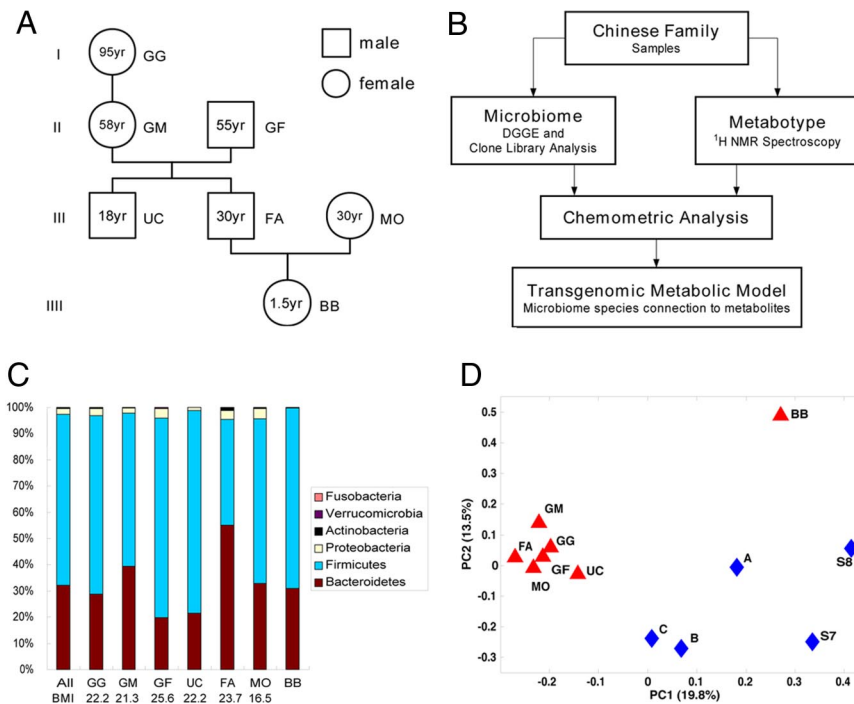 A
I
95yr
GG
male
female
II
58yr
GM
55yr
GF
III
18yr
UC
30yr
FA
30yr
MO
IIII
1.5yr
BB
B
Chinese Family
Samples
Microbiome
DGGE and
Clone Library Analysis
Metabotype
¹H NMR Spectroscopy
Chemometric Analysis
Transgenomic Metabolic Model
Microbiome species connection to metabolites
C
100%
90%
80%
70%
60%
50%
40%
30%
20%
10%
0%
All GG GM GF UC FA MO BB
BMI 22.2 21.3 25.6 22.2 23.7 16.5
Fusobacteria
Verrucomicrobia
Actinobacteria
Proteobacteria
Firmicutes
Bacteroidetes
D
PC2 (13.5%)
0.5
0.4
0.3
0.2
0.1
0
-0.1
-0.2
-0.3
BB
GM
FA
GG
GF
UC
MO
A
S8
C
B
S7
-0.2 -0.1 0 0.1 0.2 0.3 0.4
PC1 (19.8%)